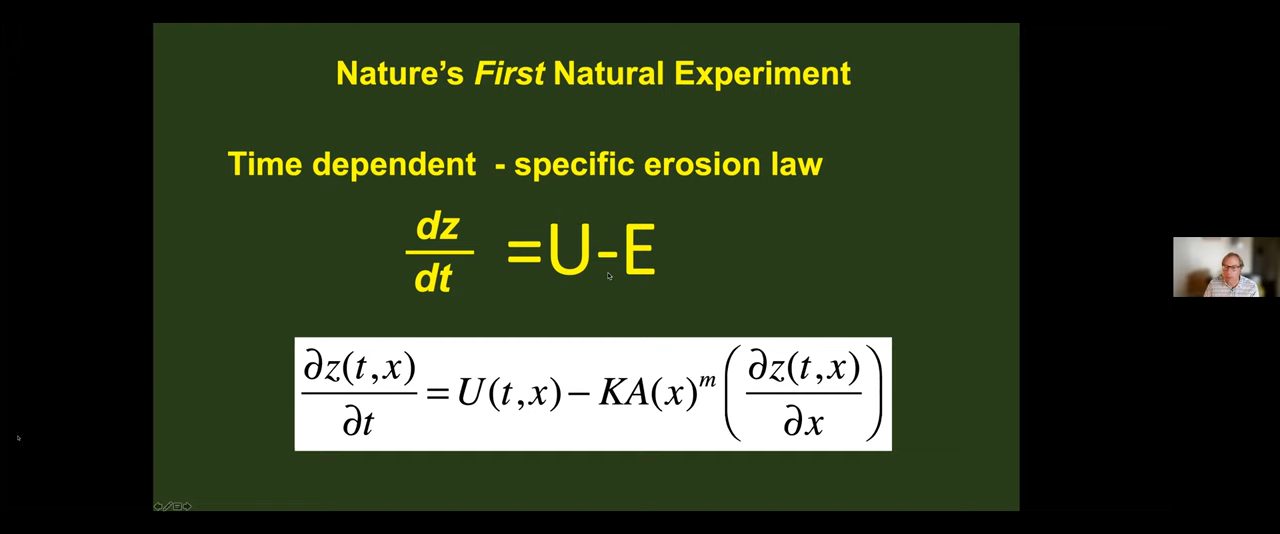 Nature's First Natural Experiment
Time dependent - specific erosion law
dz/dt =U-E
∂z(t,x)/∂t = U(t,x) − KA(x)^m (∂z(t,x)/∂x)